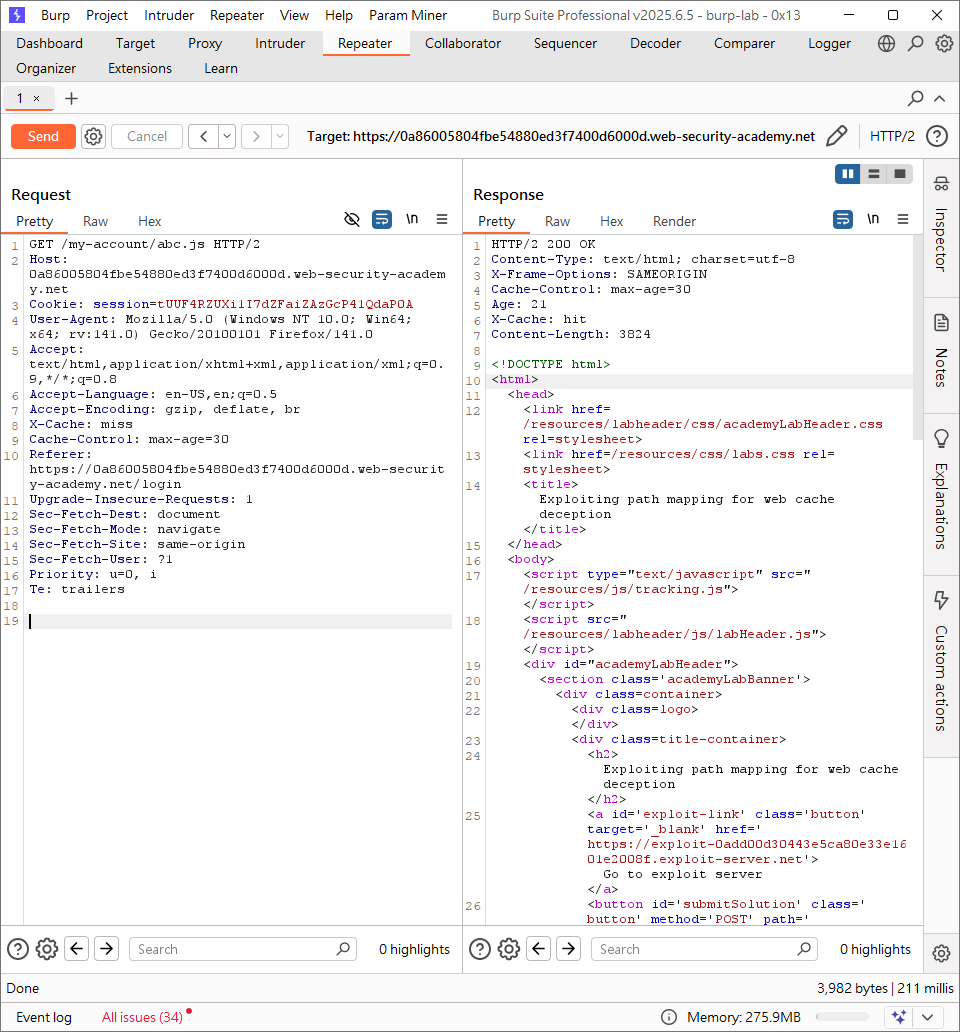 Burp Project Intruder Repeater View Help Param Miner Burp Suite Professional v2025.6.5 - burp-lab - 0x13
Dashboard Target Proxy Intruder Repeater Collaborator Sequencer Decoder Comparer Logger
Organizer Extensions Learn
1 × +
Send Cancel Target: https://0a86005804fbe54880ed3f7400d6000d.web-security-academy.net HTTP/2
Request
Pretty Raw Hex \n
1 GET /my-account/abc.js HTTP/2
2 Host:
0a86005804fbe54880ed3f7400d6000d.web-security-academ
y.net
3 Cookie: session=tUUF4RZUXi1I7dZFaiZAzGcP41QdaP0A
4 User-Agent: Mozilla/5.0 (Windows NT 10.0; Win64;
x64; rv:141.0) Gecko/20100101 Firefox/141.0
5 Accept:
text/html,application/xhtml+xml,application/xml;q=0.
9,*/*;q=0.8
6 Accept-Language: en-US,en;q=0.5
7 Accept-Encoding: gzip, deflate, br
8 X-Cache: miss
9 Cache-Control: max-age=30
10 Referer:
https://0a86005804fbe54880ed3f7400d6000d.web-securit
y-academy.net/login
11 Upgrade-Insecure-Requests: 1
12 Sec-Fetch-Dest: document
13 Sec-Fetch-Mode: navigate
14 Sec-Fetch-Site: same-origin
15 Sec-Fetch-User: ?1
16 Priority: u=0, i
17 Te: trailers
18
19
Search 0 highlights
Response
Pretty Raw Hex Render \n
1 HTTP/2 200 OK
2 Content-Type: text/html; charset=utf-8
3 X-Frame-Options: SAMEORIGIN
4 Cache-Control: max-age=30
5 Age: 21
6 X-Cache: hit
7 Content-Length: 3824
8
9 <!DOCTYPE html>
10 <html>
11 <head>
12 <link href=
/resources/labheader/css/academyLabHeader.css
rel=stylesheet>
13 <link href=/resources/css/labs.css rel=
stylesheet>
14 <title>
Exploiting path mapping for web cache
deception
</title>
15 </head>
16 <body>
17 <script type="text/javascript" src="
/resources/js/tracking.js">
</script>
18 <script src="
/resources/labheader/js/labHeader.js">
</script>
19 <div id="academyLabHeader">
20 <section class='academyLabBanner'>
21 <div class=container>
22 <div class=logo>
</div>
23 <div class=title-container>
24 <h2>
Exploiting path mapping for web cache
deception
</h2>
25 <a id='exploit-link' class='button'
target='_blank' href='
https://exploit-0add00d30443e5ca80e33e16
01e2008f.exploit-server.net'>
Go to exploit server
</a>
26 <button id='submitSolution' class='
button' method='POST' path='
Search 0 highlights
Inspector
Notes
Explanations
Custom actions
Done 3,982 bytes | 211 millis
Event log All issues (34) Memory: 275.9MB